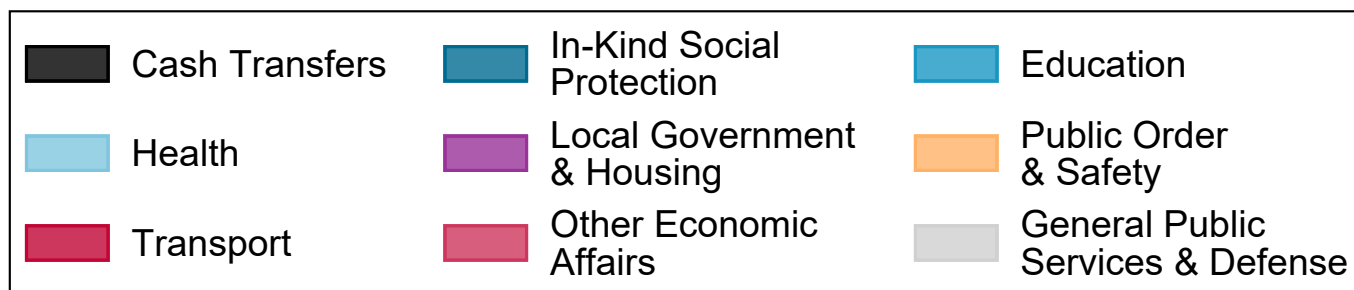 Cash Transfers
In-Kind Social
Protection
Education
Health
Local Government
& Housing
Public Order
& Safety
Transport
Other Economic
Affairs
General Public
Services & Defense